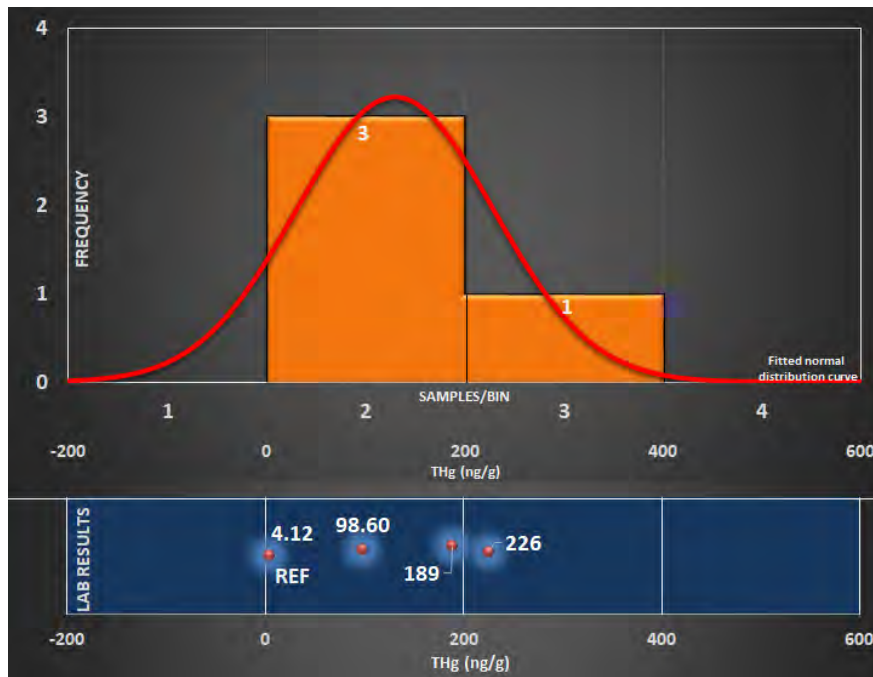 4
3
2
1
0
FREQUENCY
3
1
Fitted normal
distribution curve
SAMPLES/BIN
1 2 3 4
-200 0 200 400 600
THg (ng/g)
LAB RESULTS
4.12 98.60
189 226
REF
-200 0 200 400 600
THg (ng/g)